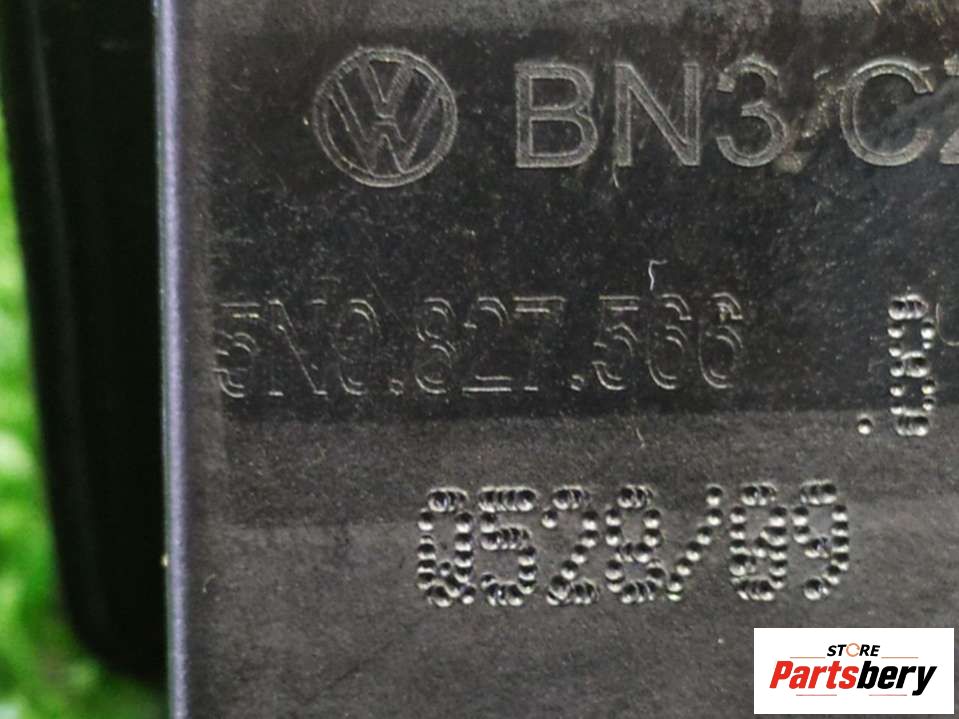 BN3 C
5N0.827.566
0528/09
STORE
Partsbery